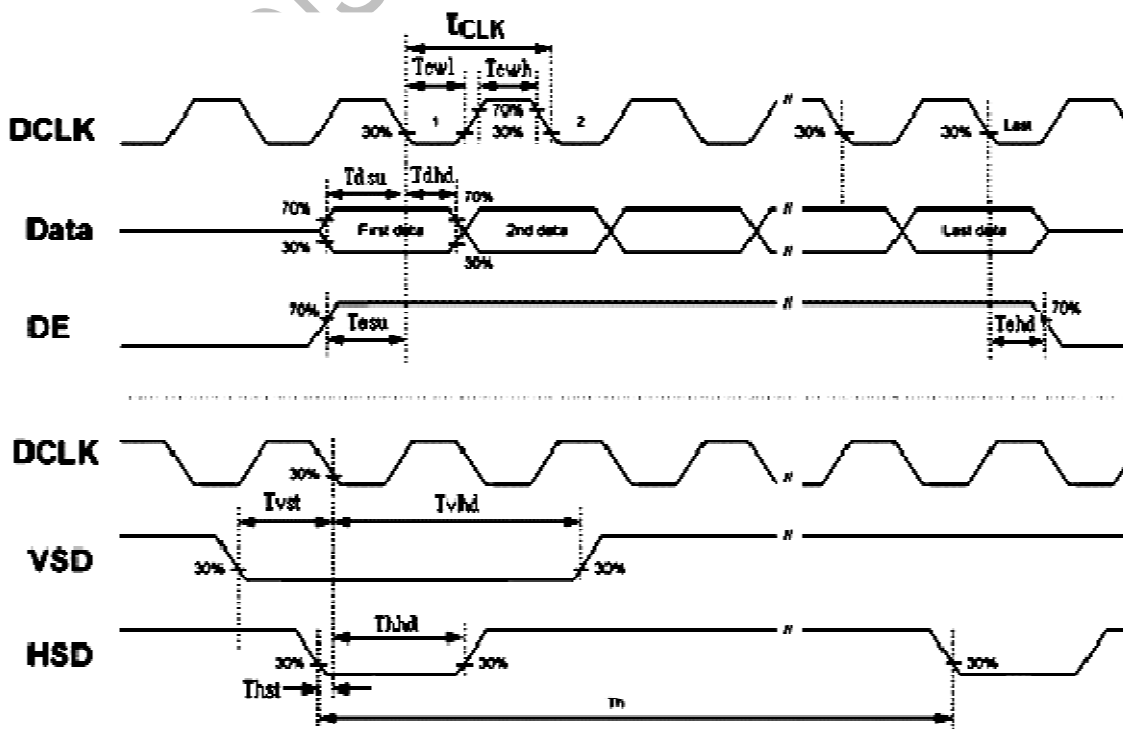 tCLK
Tcwl Tcwh
DCLK 30% 1 70% 30% 2 30% 30% Last
Tdsu Tdhd
70% 70%
Data First data 2nd data Last data
30% 30%
DE 70% Tesu Tehd 70%
DCLK 30%
Tvst Tvhd
VSD 30% 30%
Thhd
HSD 30% 30% 30%
Thst
Th